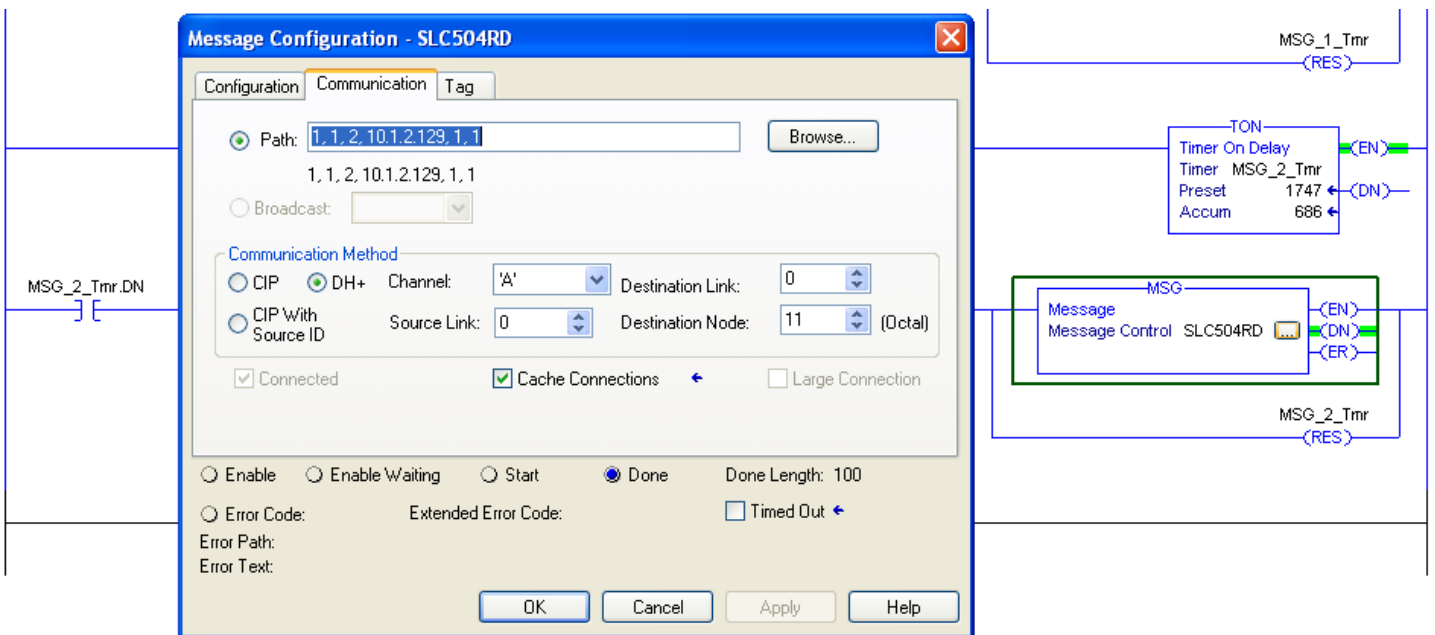 Message Configuration - SLC504RD
Configuration Communication Tag
Path: 1, 1, 2, 10.1.2.129, 1, 1 Browse...
1, 1, 2, 10.1.2.129, 1, 1
Broadcast:
Communication Method
CIP DH+ Channel: 'A' Destination Link: 0
CIP With
Source ID
Source Link: 0 Destination Node: 11 (Octal)
Connected Cache Connections Large Connection
Enable Enable Waiting Start Done Done Length: 100
Error Code: Extended Error Code: Timed Out
Error Path:
Error Text:
OK Cancel Apply Help
MSG_2_Tmr.DN
MSG_1_Tmr
(RES)
TON
Timer On Delay (EN)
Timer MSG_2_Tmr
Preset 1747 (DN)
Accum 686
MSG
Message (EN)
Message Control SLC504RD ... (DN)
(ER)
MSG_2_Tmr
(RES)